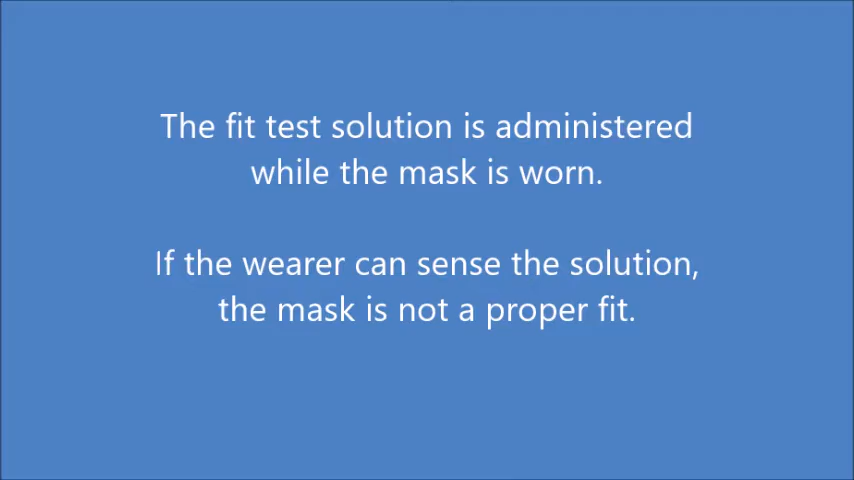 The fit test solution is administered
while the mask is worn.
If the wearer can sense the solution,
the mask is not a proper fit.